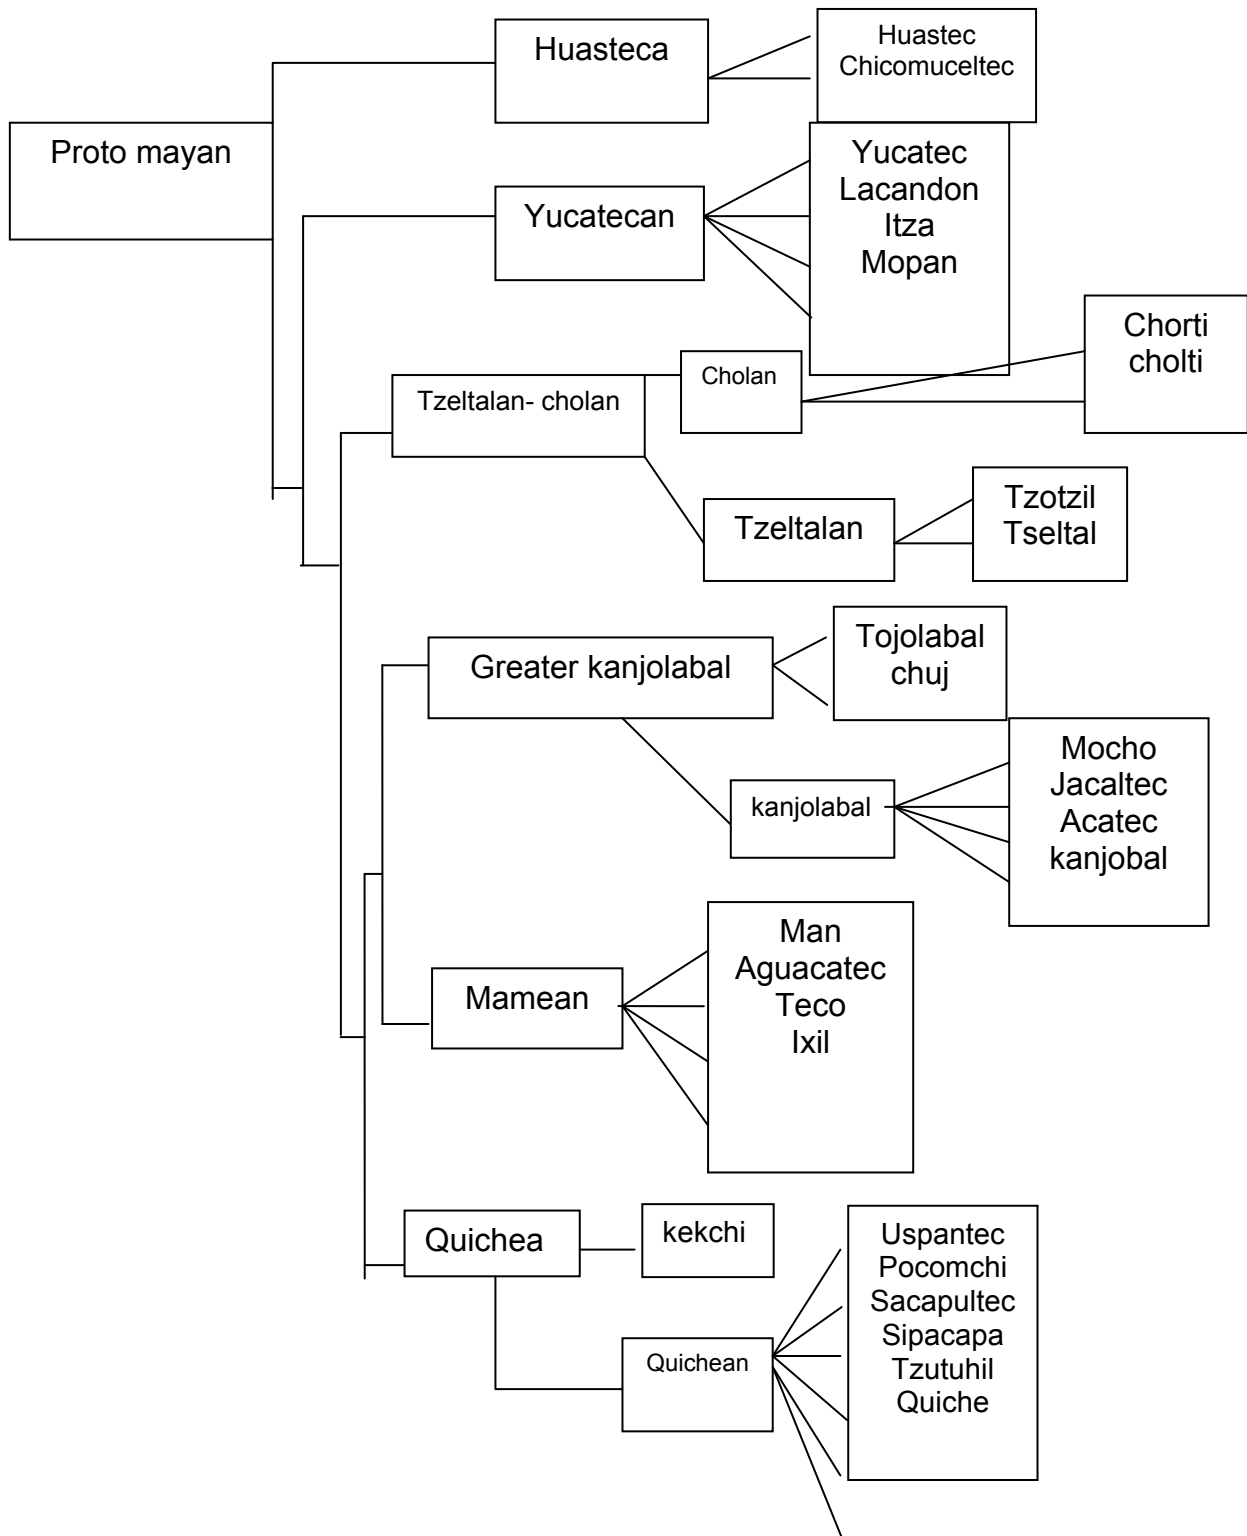 Huasteca
Huastec
Chicomuceltec
Proto mayan
Yucatecan
Yucatec
Lacandon
Itza
Mopan
Tzeltalan- cholan
Cholan
Chorti
cholti
Tzeltalan
Tzotzil
Tseltal
Greater kanjolabal
Tojolabal
chuj
kanjolabal
Mocho
Jacaltec
Acatec
kanjobal
Mamean
Man
Aguacatec
Teco
Ixil
Quichea
kekchi
Quichean
Uspantec
Pocomchi
Sacapultec
Sipacapa
Tzutuhil
Quiche